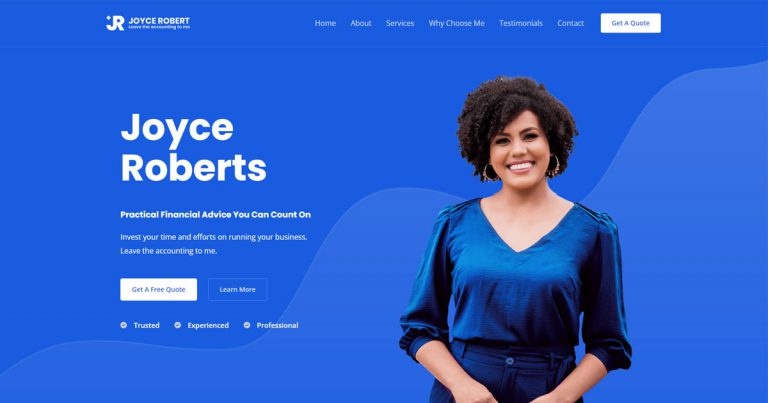 JR JOYCE ROBERT
Leave the accounting to me
Home About Services Why Choose Me Testimonials Contact Get A Quote
Joyce
Roberts
Practical Financial Advice You Can Count On
Invest your time and efforts on running your business.
Leave the accounting to me.
Get A Free Quote Learn More
Trusted Experienced Professional